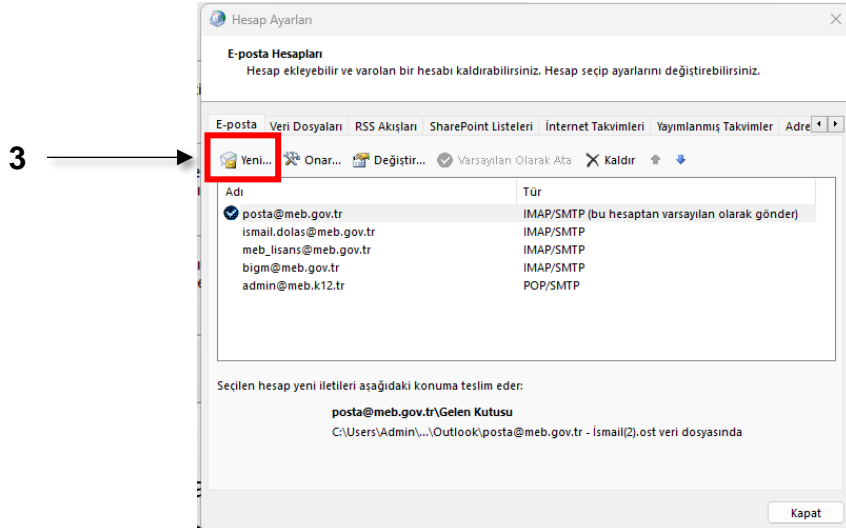 Hesap Ayarları
E-posta Hesapları
Hesap ekleyebilir ve varolan bir hesabı kaldırabilirsiniz. Hesap seçip ayarlarını değiştirebilirsiniz.
E-posta Veri Dosyaları RSS Akışları SharePoint Listeleri İnternet Takvimleri Yayımlanmış Takvimler Adre
3
Yeni... Onar... Değiştir... Varsayılan Olarak Ata Kaldır
Adı Tür
posta@meb.gov.tr IMAP/SMTP (bu hesaptan varsayılan olarak gönder)
ismail.dolas@meb.gov.tr IMAP/SMTP
meb_lisans@meb.gov.tr IMAP/SMTP
bigm@meb.gov.tr IMAP/SMTP
admin@meb.k12.tr POP/SMTP
Seçilen hesap yeni iletileri aşağıdaki konuma teslim eder:
posta@meb.gov.tr\Gelen Kutusu
C:\Users\Admin\...\Outlook\posta@meb.gov.tr - İsmail(2).ost veri dosyasında
Kapat